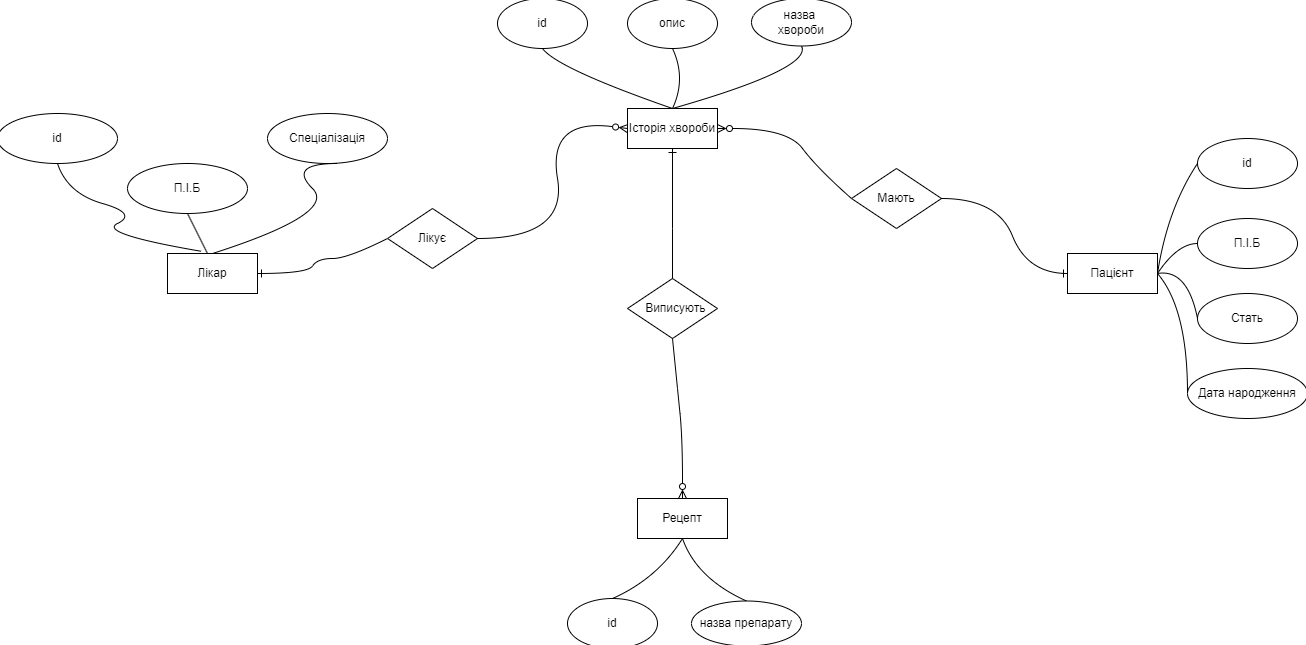 id
опис
назва
хвороби
id
Спеціалізація
П.І.Б
Історія хвороби
id
Мають
П.І.Б
Лікує
Лікар
Пацієнт
Виписують
Стать
Дата народження
Рецепт
id
назва препарату